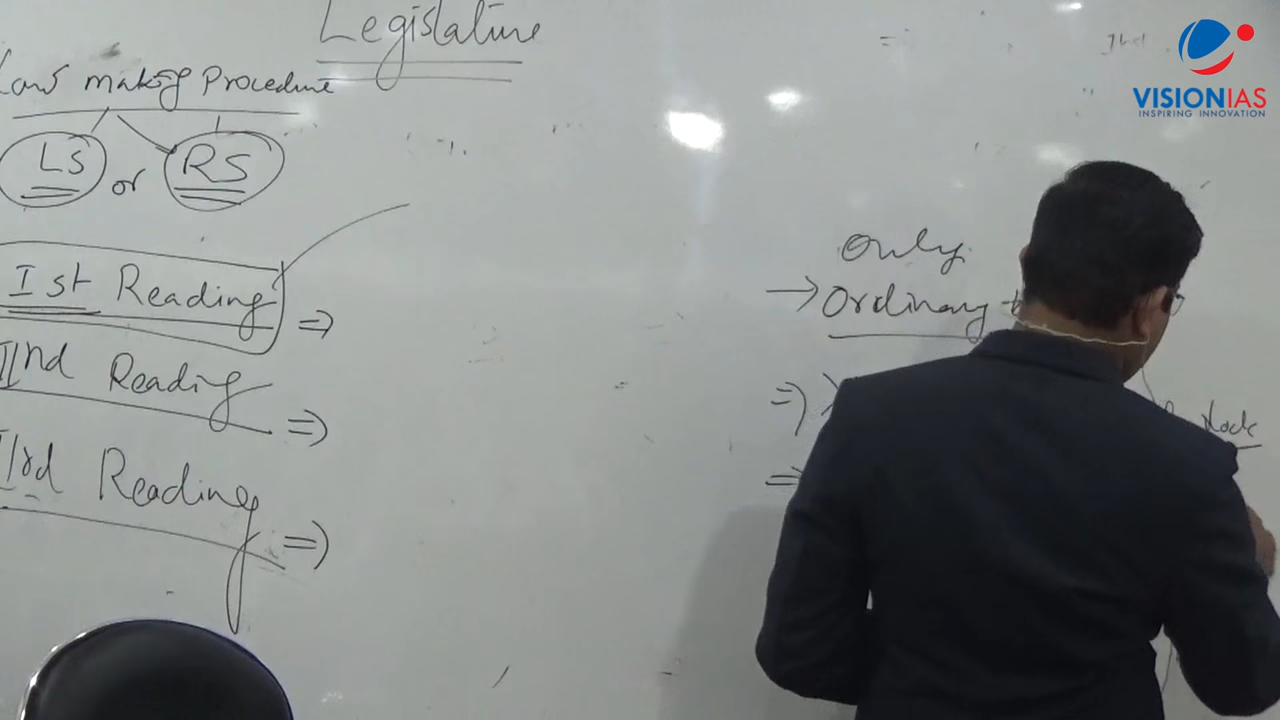 Legislature
Law making Procedure
LS or RS
Ist Reading =>
IInd Reading =>
IIIrd Reading =>
Only
→ Ordinary
=>
=>
VISIONIAS
INSPIRING INNOVATION